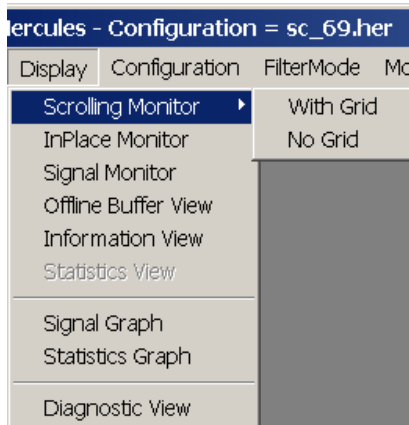 ercules - Configuration = sc_69.her
Display Configuration FilterMode Mo
Scrolling Monitor With Grid
InPlace Monitor No Grid
Signal Monitor
Offline Buffer View
Information View
Statistics View
Signal Graph
Statistics Graph
Diagnostic View